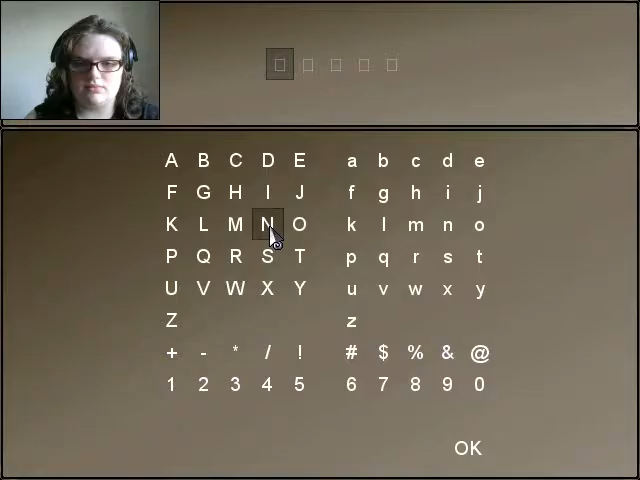 A B C D E a b c d e
F G H I J f g h i j
K L M N O k l m n o
P Q R S T p q r s t
U V W X Y u v w x y
Z z
+ - * / ! # $ % & @
1 2 3 4 5 6 7 8 9 0
OK